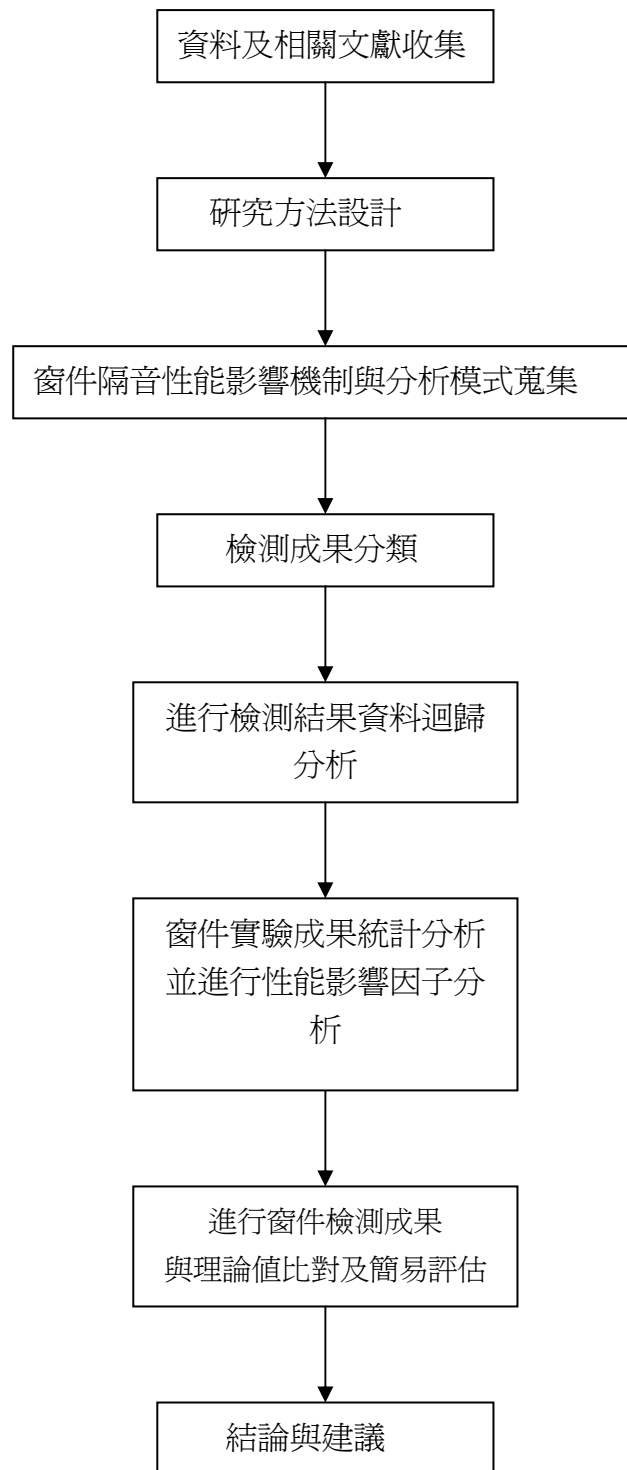 資料及相關文獻收集
研究方法設計
窗件隔音性能影響機制與分析模式蒐集
檢測成果分類
進行檢測結果資料迴歸
分析
窗件實驗成果統計分析
並進行性能影響因子分
析
進行窗件檢測成果
與理論值比對及簡易評估
結論與建議